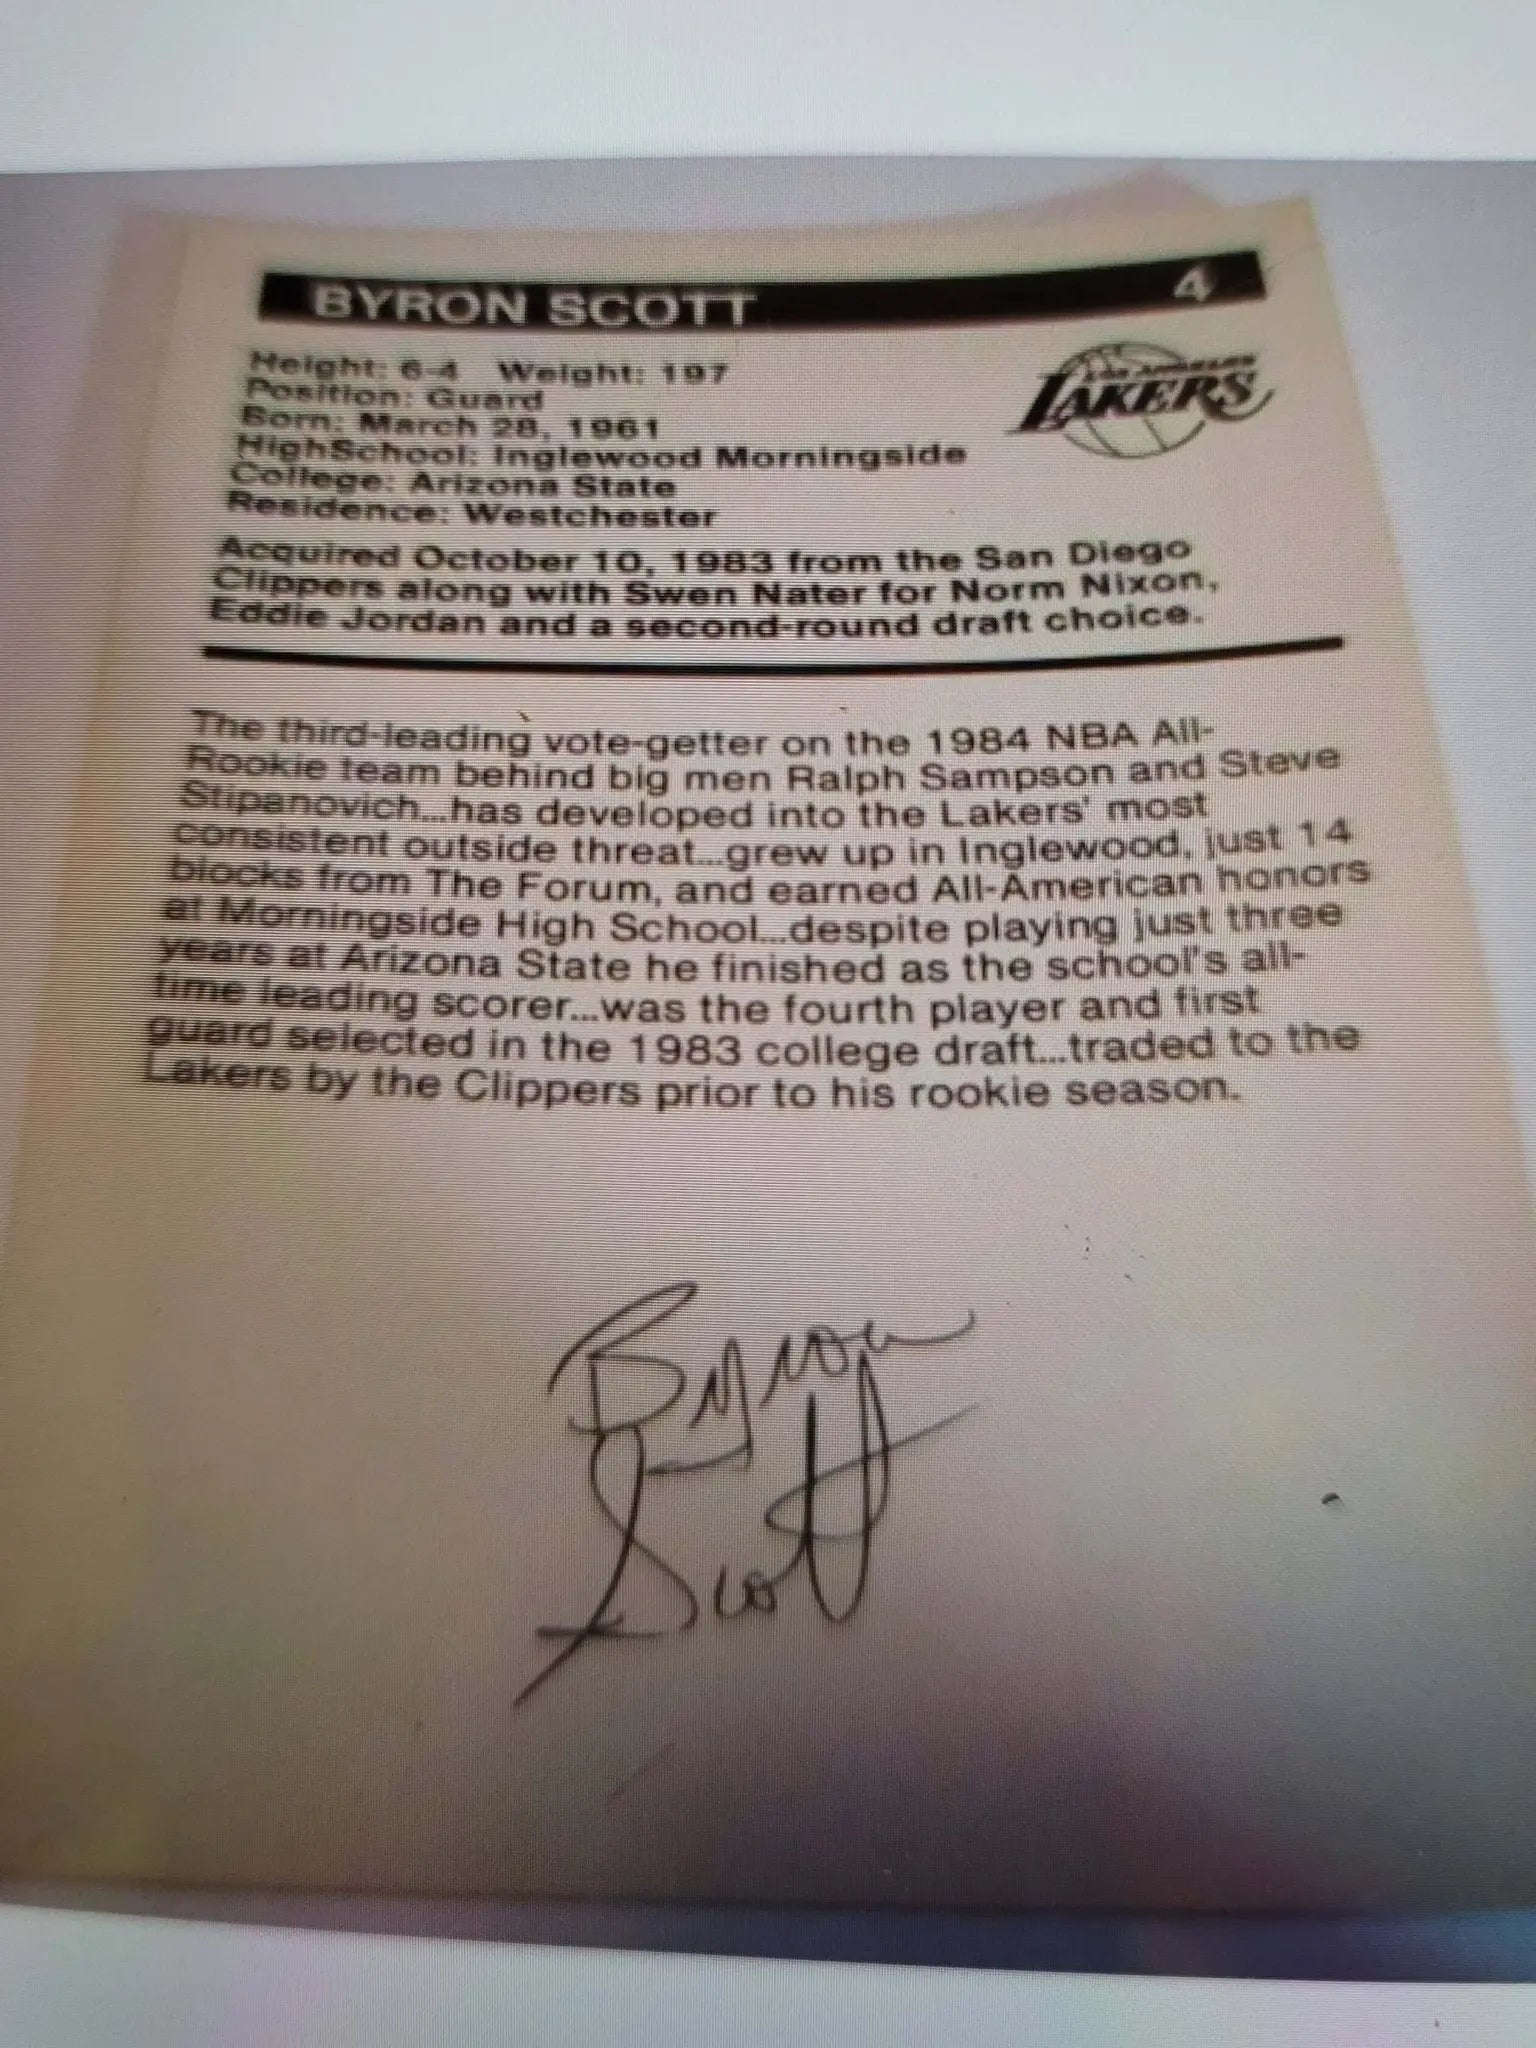 BYRON SCOTT 4
Height: 6-4 Weight: 197
Position: Guard
Born: March 28, 1961
HighSchool: Inglewood Morningside
College: Arizona State
Residence: Westchester
LOS ANGELES
LAKERS
Acquired October 10, 1983 from the San Diego
Clippers along with Swen Nater for Norm Nixon,
Eddie Jordan and a second-round draft choice.
The third-leading vote-getter on the 1984 NBA All-
Rookie team behind big men Ralph Sampson and Steve
Stipanovich...has developed into the Lakers' most
consistent outside threat...grew up in Inglewood, just 14
blocks from The Forum, and earned All-American honors
at Morningside High School...despite playing just three
years at Arizona State he finished as the school's all-
time leading scorer...was the fourth player and first
guard selected in the 1983 college draft...traded to the
Lakers by the Clippers prior to his rookie season.
Byron
Scott